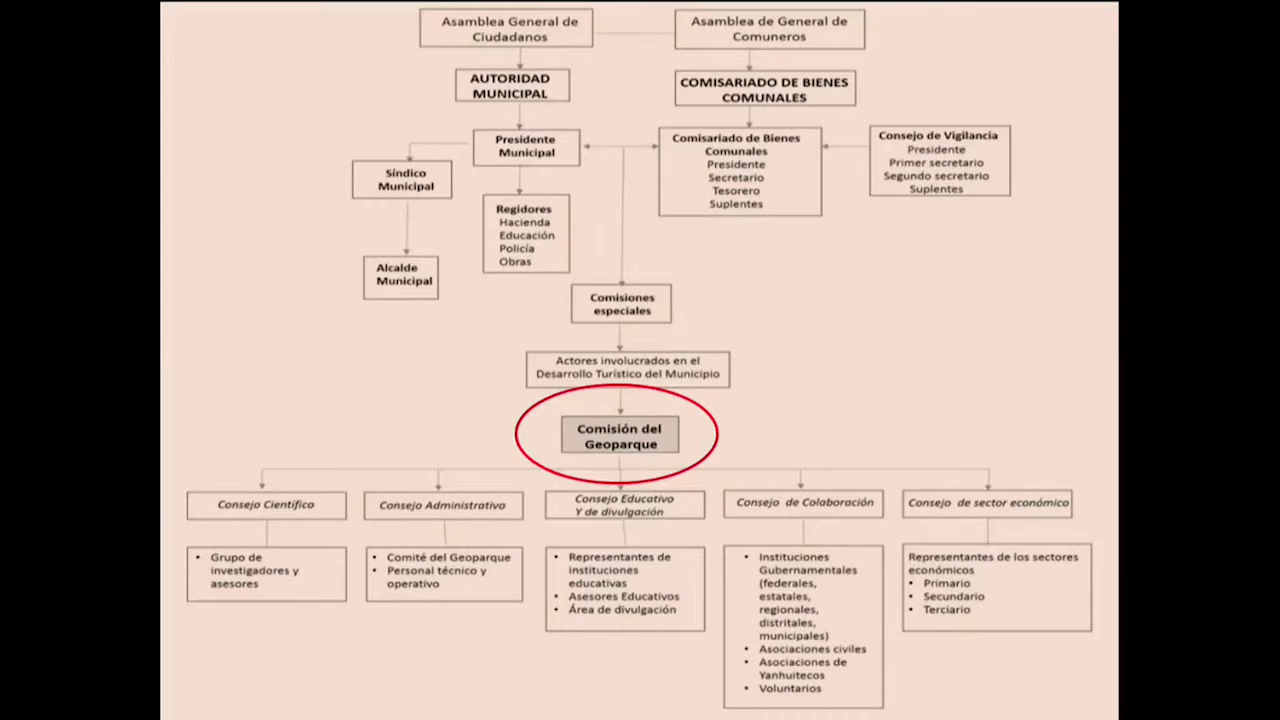 Asamblea General de
Ciudadanos
Asamblea de General de
Comuneros
AUTORIDAD
MUNICIPAL
COMISARIADO DE BIENES
COMUNALES
Presidente
Municipal
Comisariado de Bienes
Comunales
Presidente
Secretario
Tesorero
Suplentes
Consejo de Vigilancia
Presidente
Primer secretario
Segundo secretario
Suplentes
Síndico
Municipal
Regidores
Hacienda
Educación
Policía
Obras
Alcalde
Municipal
Comisiones
especiales
Actores involucrados en el
Desarrollo Turístico del Municipio
Comisión del
Geoparque
Consejo Científico
Consejo Administrativo
Consejo Educativo
Y de divulgación
Consejo de Colaboración
Consejo de sector económico
• Grupo de
investigadores y
asesores
• Comité del Geoparque
• Personal técnico y
operativo
• Representantes de
instituciones
educativas
• Asesores Educativos
• Área de divulgación
• Instituciones
Gubernamentales
(federales,
estatales,
regionales,
distritales,
municipales)
• Asociaciones civiles
• Asociaciones de
Yanhuitecos
• Voluntarios
Representantes de los sectores
económicos
• Primario
• Secundario
• Terciario